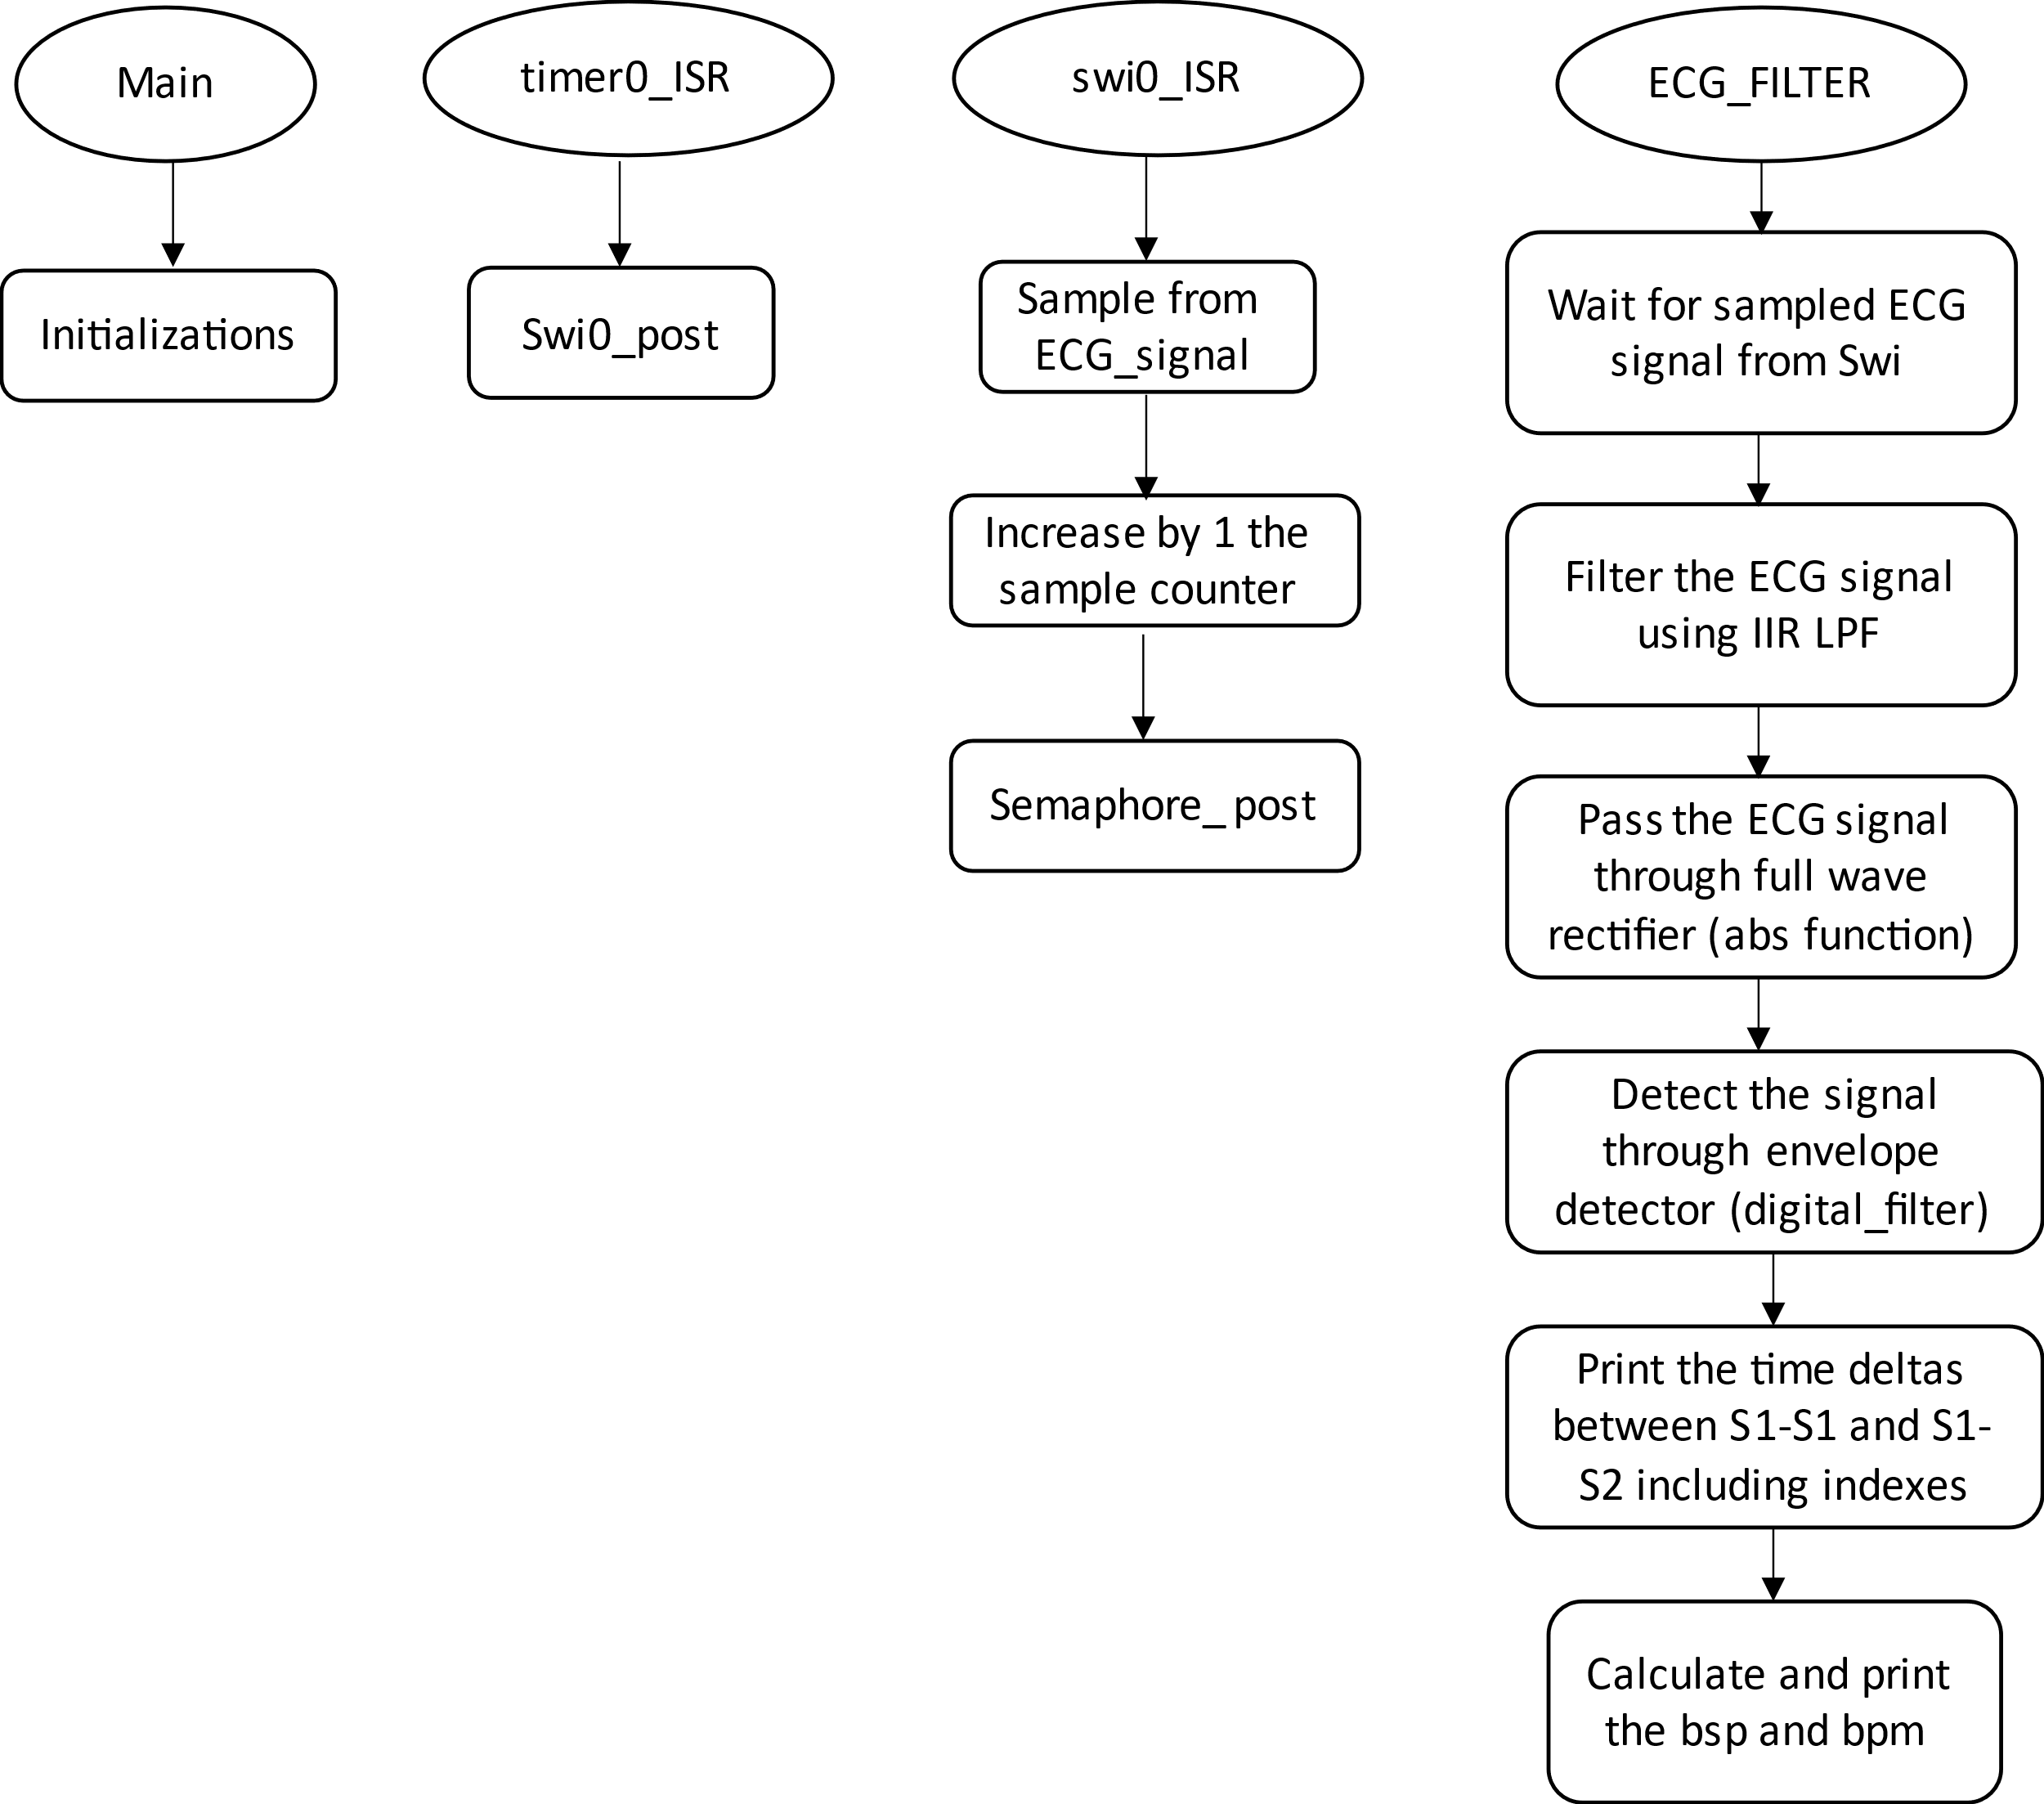 Main
Initializations
timer0_ISR
Swi0_post
swi0_ISR
Sample from
ECG_signal
Increase by 1 the
sample counter
Semaphore_post
ECG_FILTER
Wait for sampled ECG
signal from Swi
Filter the ECG signal
using IIR LPF
Pass the ECG signal
through full wave
rectifier (abs function)
Detect the signal
through envelope
detector (digital_filter)
Print the time deltas
between S1-S1 and S1-
S2 including indexes
Calculate and print
the bsp and bpm